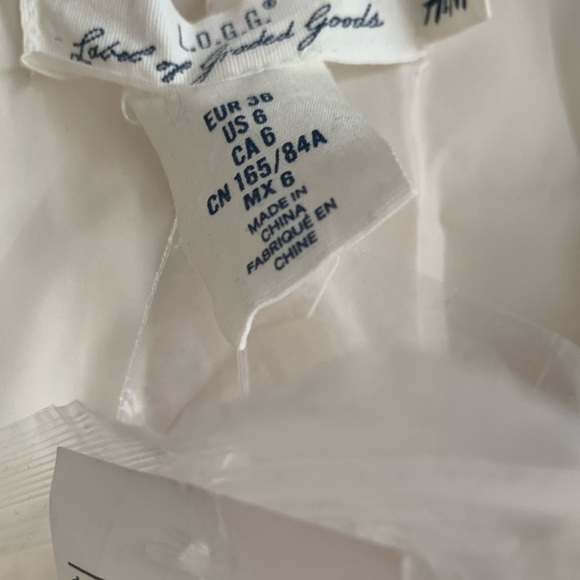 L.O.G.G.®
Label of Graded Goods
H&M
EUR 36
US 6
CA 6
CN 165/84A
MX 6
MADE IN
CHINA
FABRIQUÉ EN
CHINE